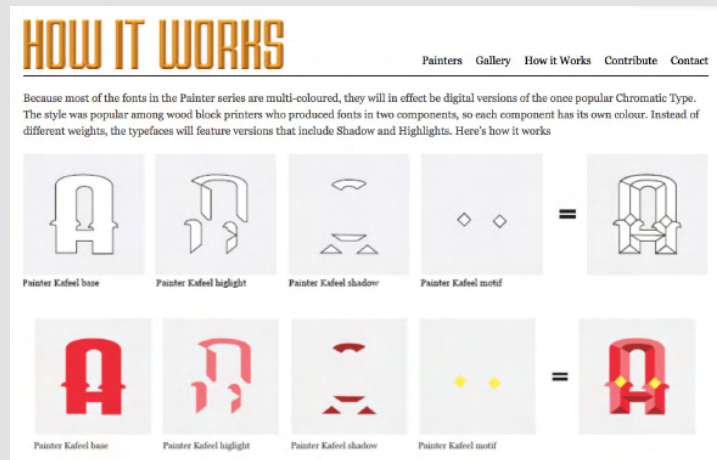 HOW IT WORKS
Painters Gallery How it Works Contribute Contact
Because most of the fonts in the Painter series are multi-coloured, they will in effect be digital versions of the once popular Chromatic Type.
The style was popular among wood block printers who produced fonts in two components, so each component has its own colour. Instead of
different weights, the typefaces will feature versions that include Shadow and Highlights. Here's how it works
A = A
Painter Kafeel base Painter Kafeel higlight Painter Kafeel shadow Painter Kafeel motif
A = A
Painter Kafeel base Painter Kafeel higlight Painter Kafeel shadow Painter Kafeel motif